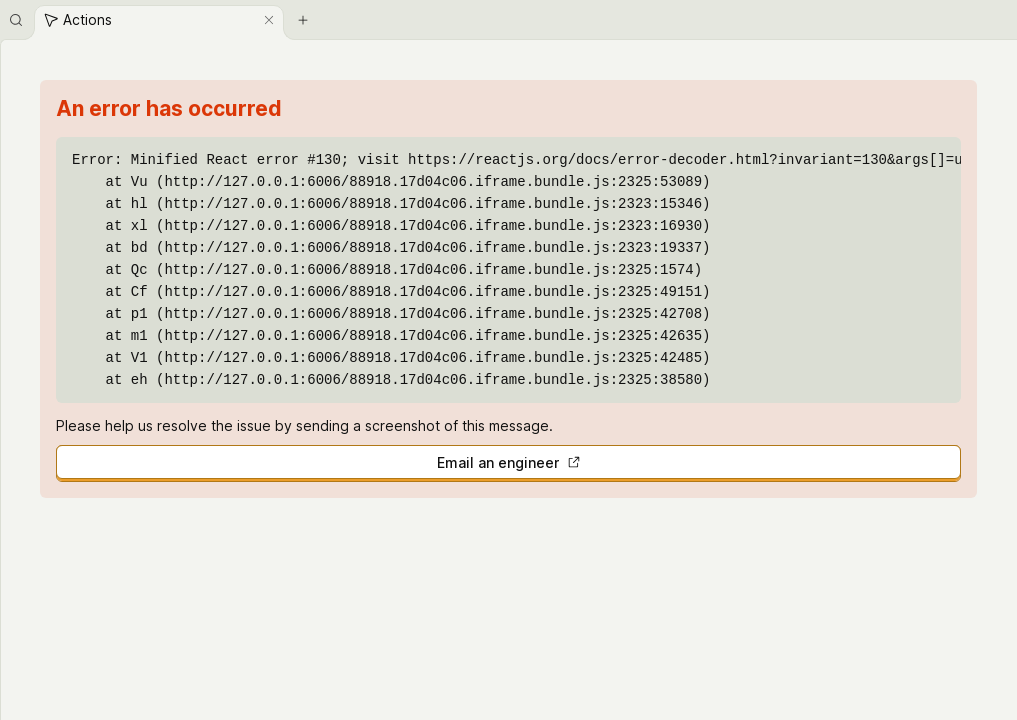 Actions
An error has occurred
Error: Minified React error #130; visit https://reactjs.org/docs/error-decoder.html?invariant=130&args[]=u
at Vu (http://127.0.0.1:6006/88918.17d04c06.iframe.bundle.js:2325:53089)
at hl (http://127.0.0.1:6006/88918.17d04c06.iframe.bundle.js:2323:15346)
at xl (http://127.0.0.1:6006/88918.17d04c06.iframe.bundle.js:2323:16930)
at bd (http://127.0.0.1:6006/88918.17d04c06.iframe.bundle.js:2323:19337)
at Qc (http://127.0.0.1:6006/88918.17d04c06.iframe.bundle.js:2325:1574)
at Cf (http://127.0.0.1:6006/88918.17d04c06.iframe.bundle.js:2325:49151)
at p1 (http://127.0.0.1:6006/88918.17d04c06.iframe.bundle.js:2325:42708)
at m1 (http://127.0.0.1:6006/88918.17d04c06.iframe.bundle.js:2325:42635)
at V1 (http://127.0.0.1:6006/88918.17d04c06.iframe.bundle.js:2325:42485)
at eh (http://127.0.0.1:6006/88918.17d04c06.iframe.bundle.js:2325:38580)
Please help us resolve the issue by sending a screenshot of this message.
Email an engineer